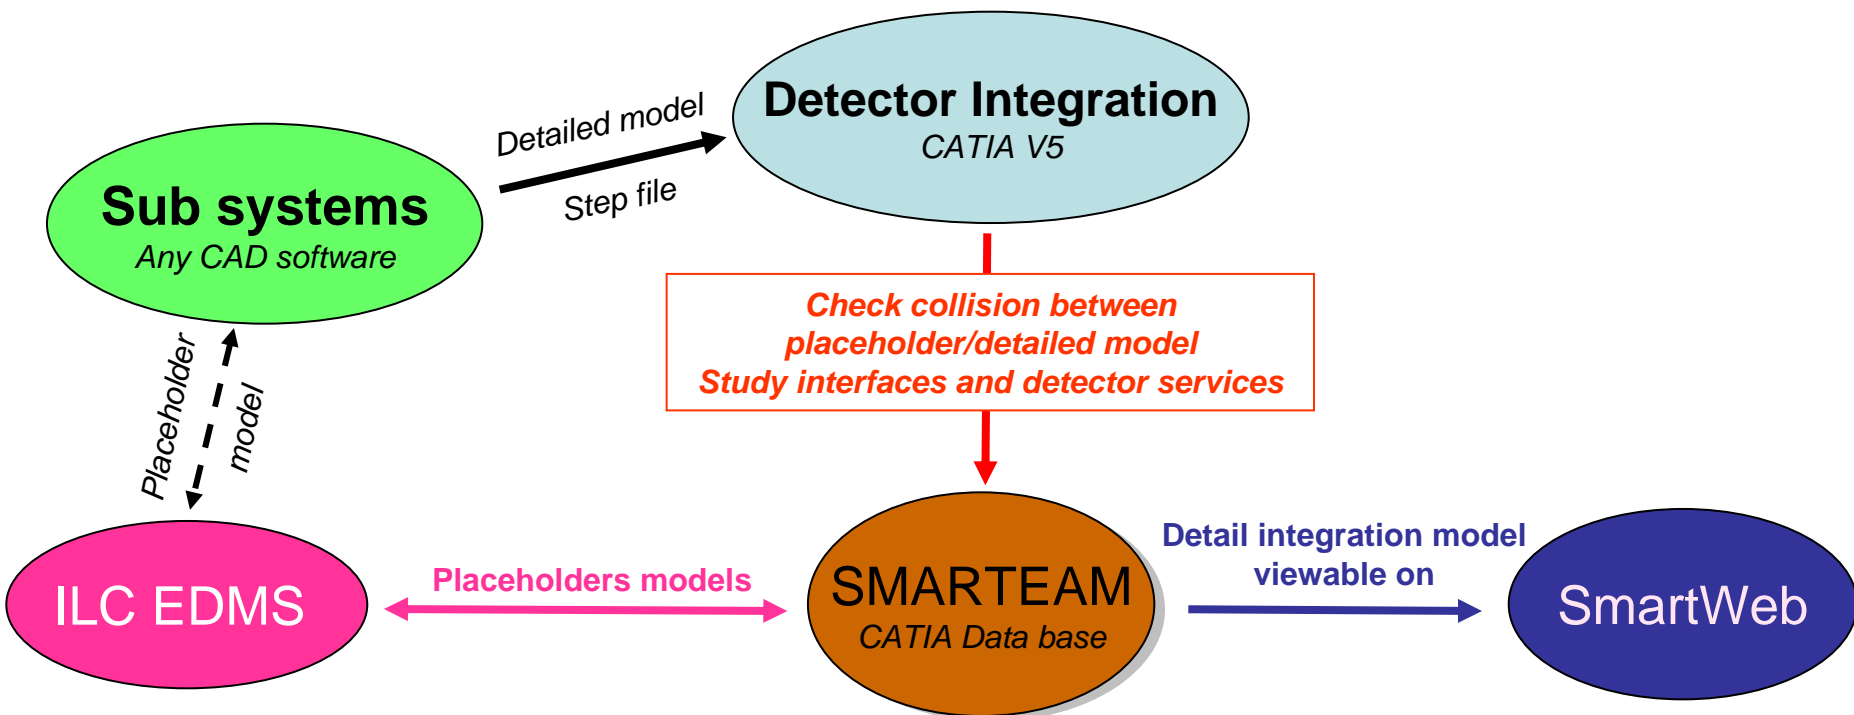 Detector Integration
CATIA V5
Detailed model
Step file
Sub systems
Any CAD software
Check collision between
placeholder/detailed model
Study interfaces and detector services
Placeholder
model
ILC EDMS
Placeholders models
SMARTEAM
CATIA Data base
Detail integration model
viewable on
SmartWeb